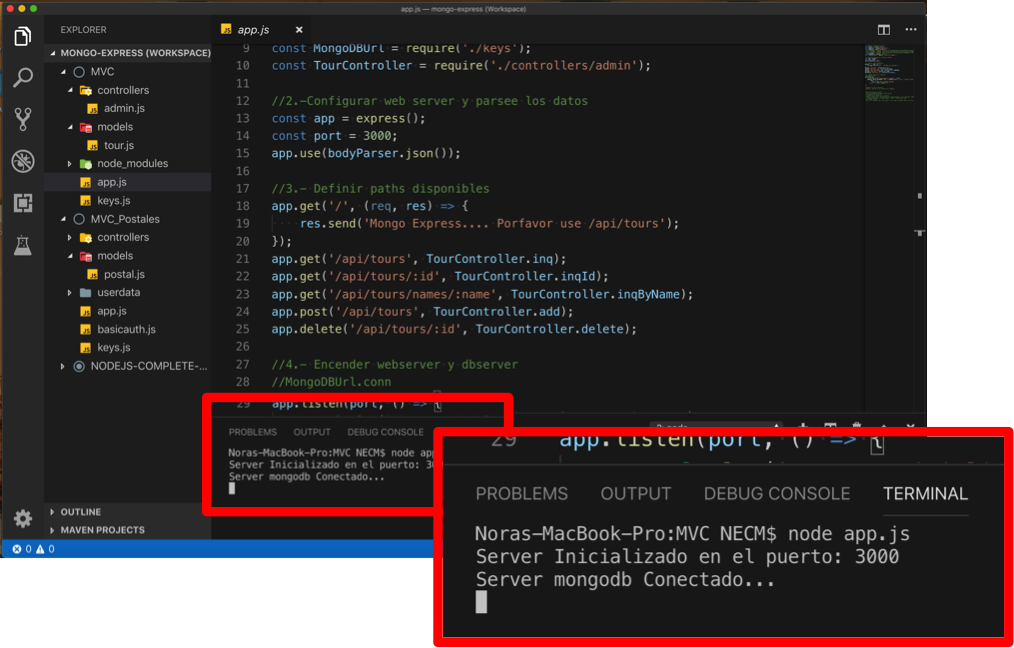 app.js — mongo-express (Workspace)
EXPLORER
MONGO-EXPRESS (WORKSPACE)
MVC
controllers
admin.js
models
tour.js
node_modules
app.js
keys.js
MVC_Postales
controllers
models
postal.js
userdata
app.js
basicauth.js
keys.js
NODEJS-COMPLETE-...
OUTLINE
MAVEN PROJECTS
0 0
app.js
9 const MongoDBUrl = require('./keys');
10 const TourController = require('./controllers/admin');
11
12 //2.-Configurar web server y parsee los datos
13 const app = express();
14 const port = 3000;
15 app.use(bodyParser.json());
16
17 //3.- Definir paths disponibles
18 app.get('/', (req, res) => {
19 res.send('Mongo Express.... Porfavor use /api/tours');
20 });
21 app.get('/api/tours', TourController.inq);
22 app.get('/api/tours/:id', TourController.inqId);
23 app.get('/api/tours/names/:name', TourController.inqByName);
24 app.post('/api/tours', TourController.add);
25 app.delete('/api/tours/:id', TourController.delete);
26
27 //4.- Encender webserver y dbserver
28 //MongoDBUrl.conn
29 app.listen(port, () => {
PROBLEMS OUTPUT DEBUG CONSOLE
Noras-MacBook-Pro:MVC NECM$ node app
Server Inicializado en el puerto: 3
Server mongodb Conectado...
29 app.listen(port, () => {
PROBLEMS OUTPUT DEBUG CONSOLE TERMINAL
Noras-MacBook-Pro:MVC NECM$ node app.js
Server Inicializado en el puerto: 3000
Server mongodb Conectado...